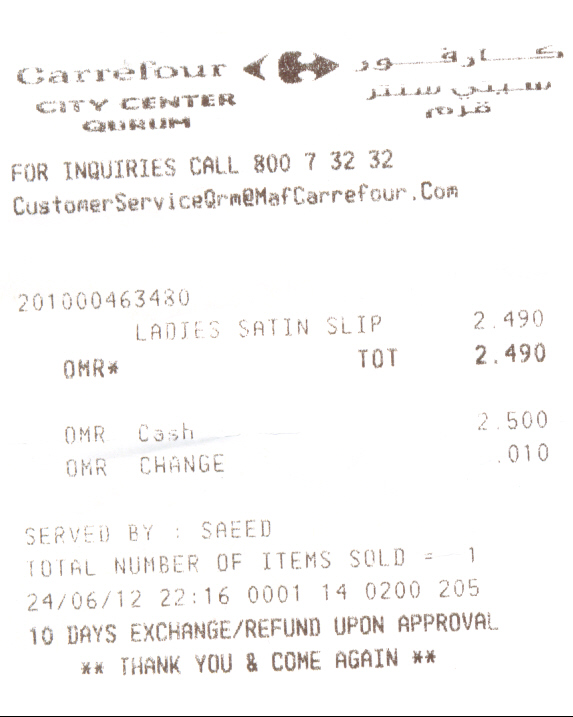 Carrefour كارفور
CITY CENTER سيتي سنتر
QURUM قرم
FOR INQUIRIES CALL 800 7 32 32
CustomerServiceQrm@MafCarrefour.Com
201000463480
LADIES SATIN SLIP 2.490
OMR* TOT 2.490
OMR Cash 2.500
OMR CHANGE .010
SERVED BY : SAEED
TOTAL NUMBER OF ITEMS SOLD = 1
24/06/12 22:16 0001 14 0200 205
10 DAYS EXCHANGE/REFUND UPON APPROVAL
** THANK YOU & COME AGAIN **